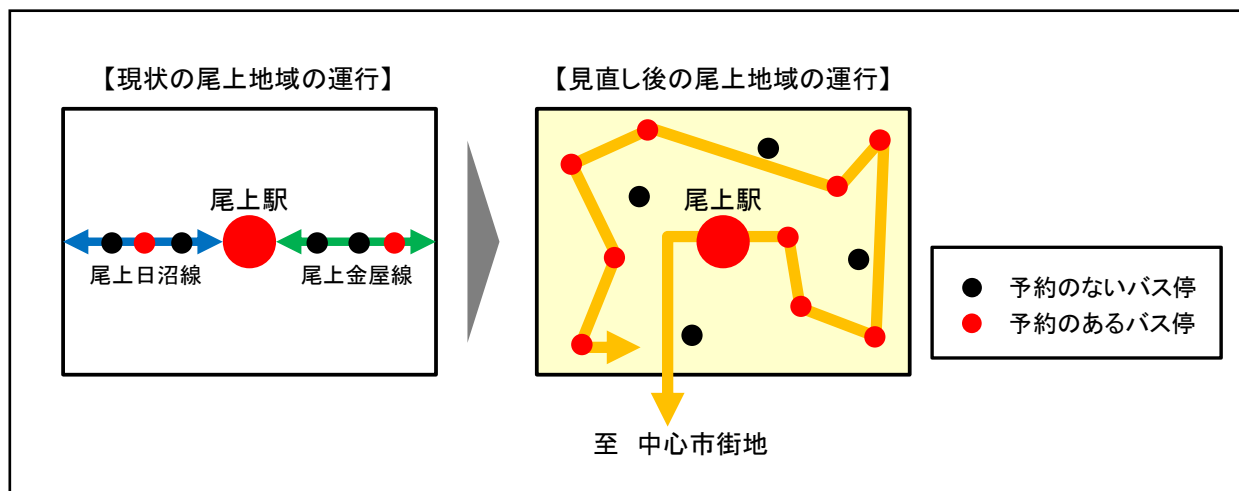 【現状の尾上地域の運行】
【見直し後の尾上地域の運行】
尾上駅
尾上日沼線
尾上金屋線
尾上駅
至　中心市街地
予約のないバス停
予約のあるバス停